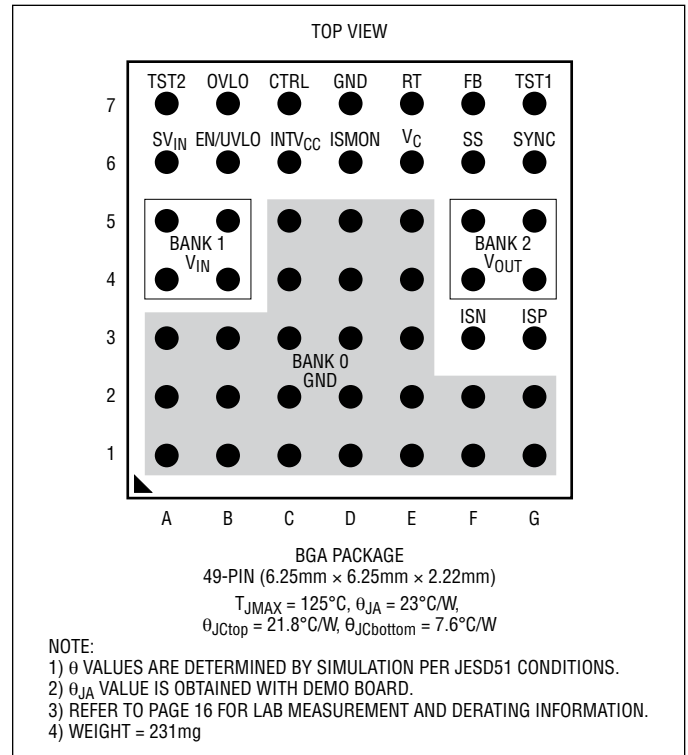 TOP VIEW
TST2 OVLO CTRL GND RT FB TST1
7
SVIN EN/UVLO INTVCC ISMON VC SS SYNC
6
5
BANK 1
VIN
BANK 2
VOUT
4
ISN ISP
3
BANK 0
GND
2
1
A B C D E F G
BGA PACKAGE
49-PIN (6.25mm × 6.25mm × 2.22mm)
TJMAX = 125°C, θJA = 23°C/W,
θJCtop = 21.8°C/W, θJCbottom = 7.6°C/W
NOTE:
1) θ VALUES ARE DETERMINED BY SIMULATION PER JESD51 CONDITIONS.
2) θJA VALUE IS OBTAINED WITH DEMO BOARD.
3) REFER TO PAGE 16 FOR LAB MEASUREMENT AND DERATING INFORMATION.
4) WEIGHT = 231mg